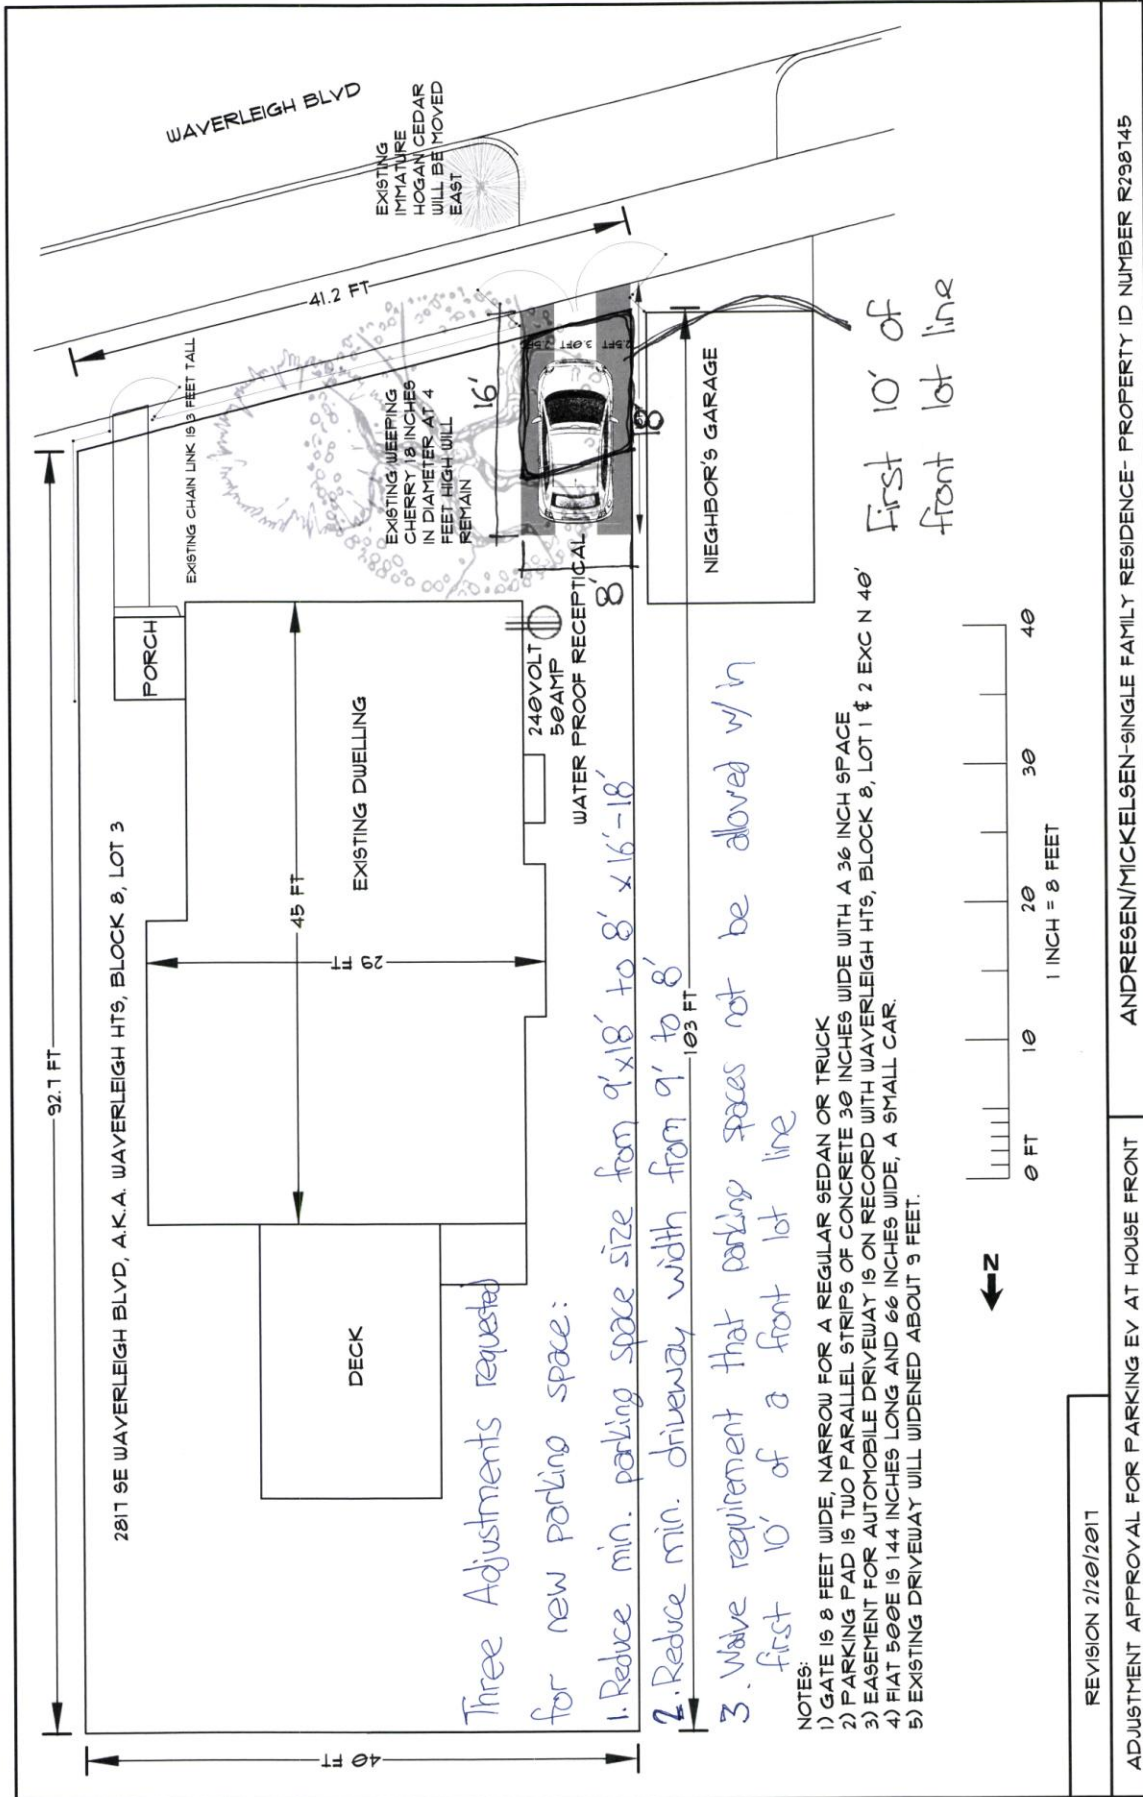 92.7 FT
2817 SE WAVERLEIGH BLVD, A.K.A. WAVERLEIGH HTS, BLOCK 8, LOT 3
WAVERLEIGH BLVD
41.2 FT
EXISTING
IMMATURE
HOGAN CEDAR
WILL BE MOVED
EAST
EXISTING CHAIN LINK IS 3 FEET TALL
PORCH
EXISTING WEEPING
CHERRY 18 INCHES
IN DIAMETER AT 4
FEET HIGH WILL
REMAIN
16'
45 FT
EXISTING DWELLING
29 FT
DECK
40 FT
240VOLT
50AMP
WATER PROOF RECEPTICAL
8'
2.5FT
3.0FT
2.5FT
18
NIEGHBOR'S GARAGE
103 FT
First 10' of
front lot line
Three Adjustments requested
for new parking space:
1. Reduce min. parking space size from 9'x18' to 8' x 16'-18'
2. Reduce min. driveway width from 9' to 8'
3. Waive requirement that parking spaces not be allowed w/in
first 10' of a front lot line
NOTES:
1) GATE IS 8 FEET WIDE, NARROW FOR A REGULAR SEDAN OR TRUCK
2) PARKING PAD IS TWO PARALLEL STRIPS OF CONCRETE 30 INCHES WIDE WITH A 36 INCH SPACE
3) EASEMENT FOR AUTOMOBILE DRIVEWAY IS ON RECORD WITH WAVERLEIGH HTS, BLOCK 8, LOT 1 & 2 EXC N 40'
4) FIAT 500E IS 144 INCHES LONG AND 66 INCHES WIDE, A SMALL CAR.
5) EXISTING DRIVEWAY WILL WIDENED ABOUT 9 FEET.
N
0 FT
10
20
30
40
1 INCH = 8 FEET
REVISION 2/20/2017
ADJUSTMENT APPROVAL FOR PARKING EV AT HOUSE FRONT
ANDRESEN/MICKELSEN-SINGLE FAMILY RESIDENCE- PROPERTY ID NUMBER R298145